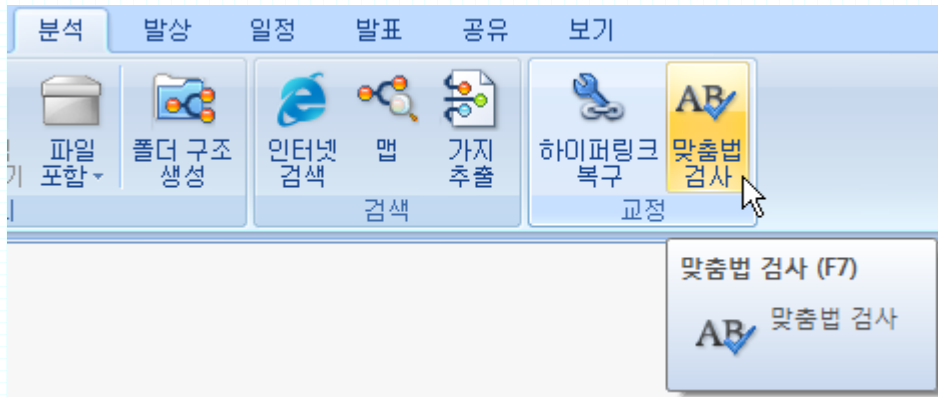 분석 발상 일정 발표 공유 보기
파일 포함
폴더 구조 생성
인터넷 검색
맵
가지 추출
하이퍼링크 복구
맞춤법 검사
검색 교정
맞춤법 검사 (F7)
맞춤법 검사